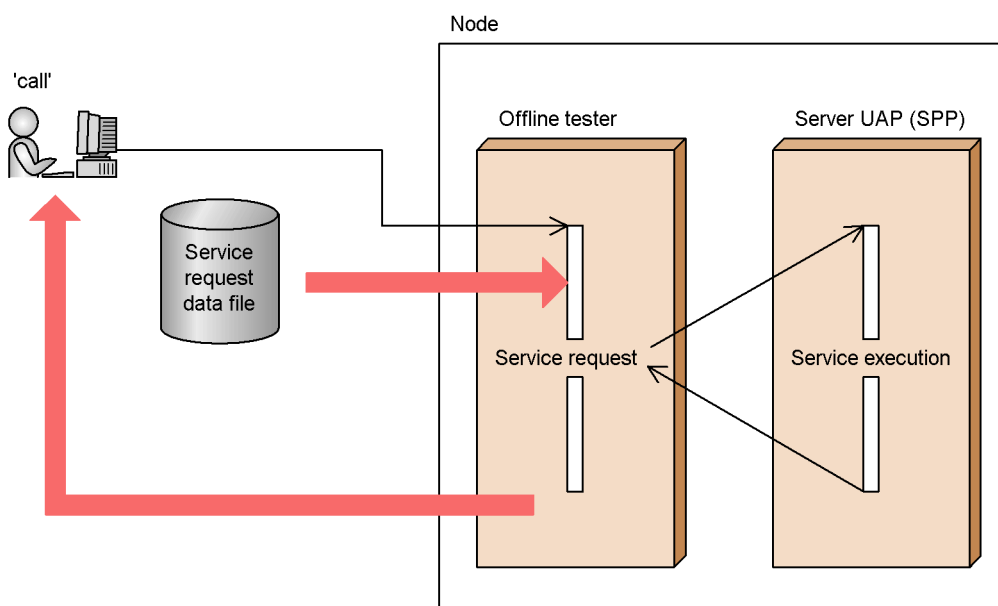 Node
'call'
Offline tester
Server UAP (SPP)
Service
request
data file
Service request
Service execution